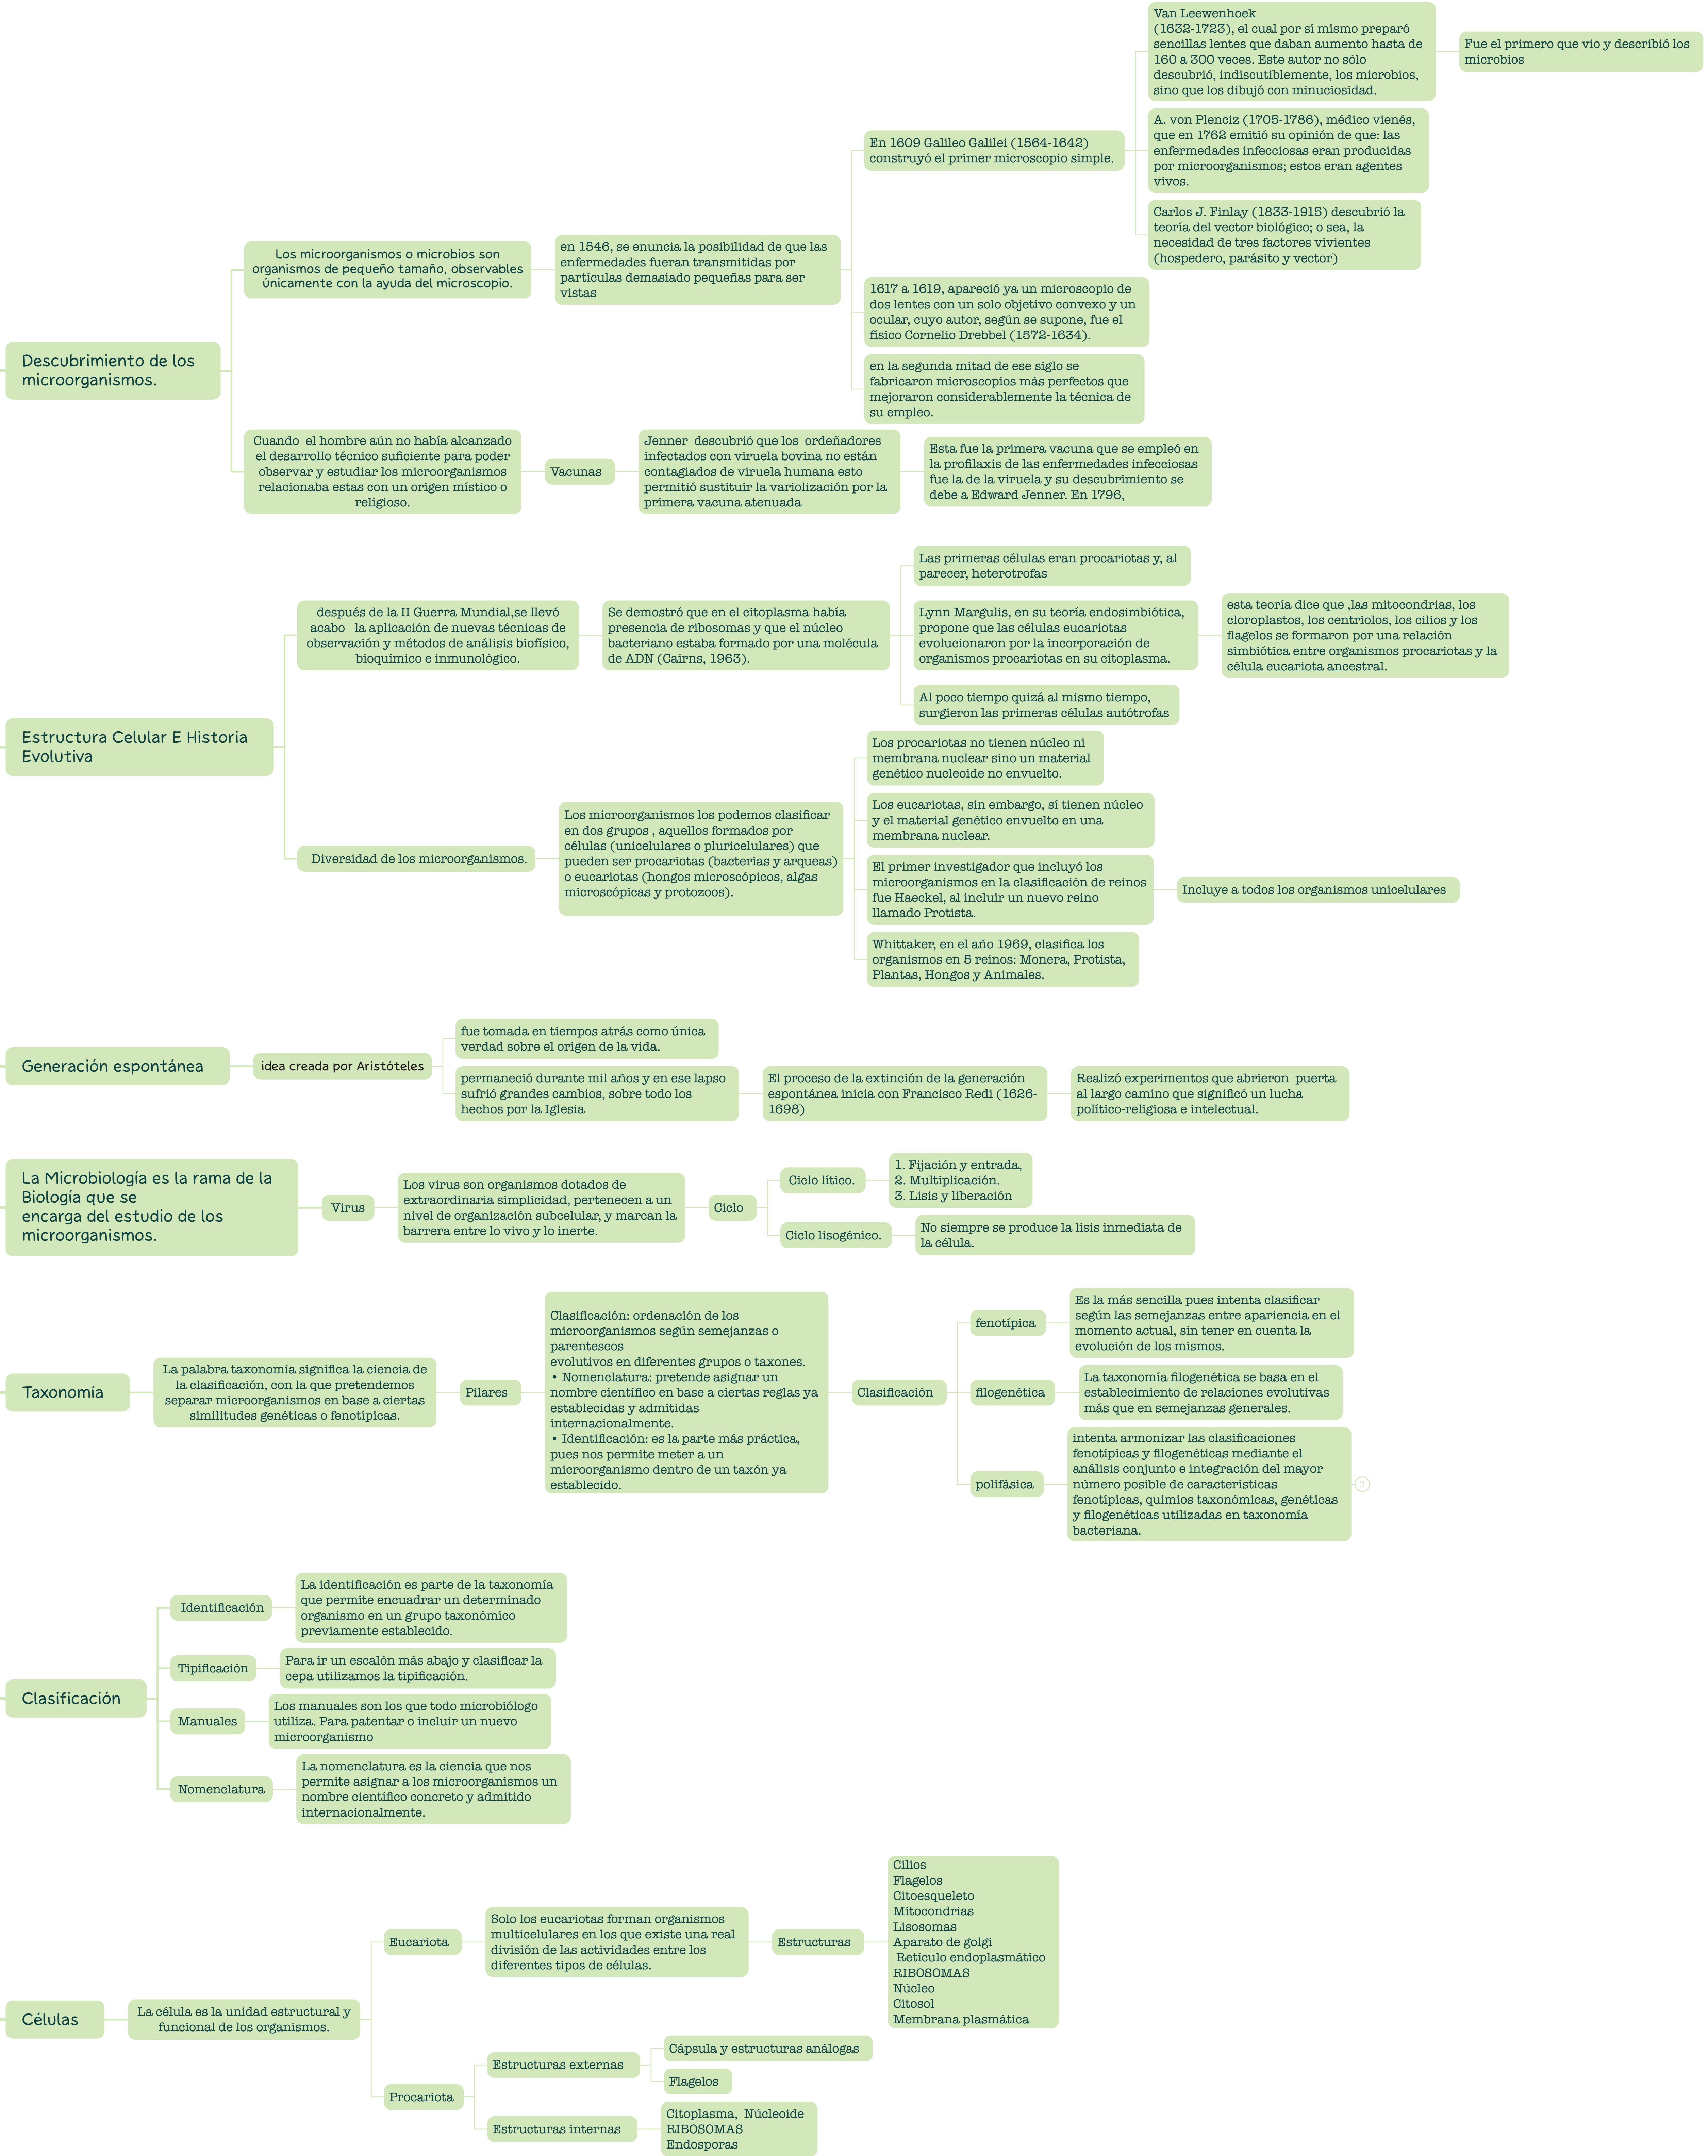 Descubrimiento de los
microorganismos.
Los microorganismos o microbios son
organismos de pequeño tamaño, observables
únicamente con la ayuda del microscopio.
en 1546, se enuncia la posibilidad de que las
enfermedades fueran transmitidas por
partículas demasiado pequeñas para ser
vistas
En 1609 Galileo Galilei (1564-1642)
construyó el primer microscopio simple.
Van Leewenhoek
(1632-1723), el cual por sí mismo preparó
sencillas lentes que daban aumento hasta de
160 a 300 veces. Este autor no sólo
descubrió, indiscutiblemente, los microbios,
sino que los dibujó con minuciosidad.
Fue el primero que vio y describió los
microbios
A. von Plenciz (1705-1786), médico vienés,
que en 1762 emitió su opinión de que: las
enfermedades infecciosas eran producidas
por microorganismos; estos eran agentes
vivos.
Carlos J. Finlay (1833-1915) descubrió la
teoría del vector biológico; o sea, la
necesidad de tres factores vivientes
(hospedero, parásito y vector)
1617 a 1619, apareció ya un microscopio de
dos lentes con un solo objetivo convexo y un
ocular, cuyo autor, según se supone, fue el
físico Cornelio Drebbel (1572-1634).
en la segunda mitad de ese siglo se
fabricaron microscopios más perfectos que
mejoraron considerablemente la técnica de
su empleo.
Cuando  el hombre aún no había alcanzado
el desarrollo técnico suficiente para poder
observar y estudiar los microorganismos
relacionaba estas con un origen místico o
religioso.
Vacunas
Jenner  descubrió que los  ordeñadores
infectados con viruela bovina no están
contagiados de viruela humana esto
permitió sustituir la variolización por la
primera vacuna atenuada
Esta fue la primera vacuna que se empleó en
la profilaxis de las enfermedades infecciosas
fue la de la viruela y su descubrimiento se
debe a Edward Jenner. En 1796,
Estructura Celular E Historia
Evolutiva
después de la II Guerra Mundial,se llevó
acabo   la aplicación de nuevas técnicas de
observación y métodos de análisis biofísico,
bioquímico e inmunológico.
Se demostró que en el citoplasma había
presencia de ribosomas y que el núcleo
bacteriano estaba formado por una molécula
de ADN (Cairns, 1963).
Las primeras células eran procariotas y, al
parecer, heterotrofas
Lynn Margulis, en su teoría endosimbiótica,
propone que las células eucariotas
evolucionaron por la incorporación de
organismos procariotas en su citoplasma.
esta teoría dice que ,las mitocondrias, los
cloroplastos, los centriolos, los cilios y los
flagelos se formaron por una relación
simbiótica entre organismos procariotas y la
célula eucariota ancestral.
Al poco tiempo quizá al mismo tiempo,
surgieron las primeras células autótrofas
Diversidad de los microorganismos.
Los microorganismos los podemos clasificar
en dos grupos , aquellos formados por
células (unicelulares o pluricelulares) que
pueden ser procariotas (bacterias y arqueas)
o eucariotas (hongos microscópicos, algas
microscópicas y protozoos).
Los procariotas no tienen núcleo ni
membrana nuclear sino un material
genético nucleoide no envuelto.
Los eucariotas, sin embargo, sí tienen núcleo
y el material genético envuelto en una
membrana nuclear.
El primer investigador que incluyó los
microorganismos en la clasificación de reinos
fue Haeckel, al incluir un nuevo reino
llamado Protista.
Incluye a todos los organismos unicelulares
Whittaker, en el año 1969, clasifica los
organismos en 5 reinos: Monera, Protista,
Plantas, Hongos y Animales.
Generación espontánea
idea creada por Aristóteles
fue tomada en tiempos atrás como única
verdad sobre el origen de la vida.
permaneció durante mil años y en ese lapso
sufrió grandes cambios, sobre todo los
hechos por la Iglesia
El proceso de la extinción de la generación
espontánea inicia con Francisco Redi (1626-
1698)
Realizó experimentos que abrieron  puerta
al largo camino que significó un lucha
político-religiosa e intelectual.
La Microbiología es la rama de la
Biología que se
encarga del estudio de los
microorganismos.
Virus
Los virus son organismos dotados de
extraordinaria simplicidad, pertenecen a un
nivel de organización subcelular, y marcan la
barrera entre lo vivo y lo inerte.
Ciclo
Ciclo lítico.
1. Fijación y entrada,
2. Multiplicación.
3. Lisis y liberación
Ciclo lisogénico.
No siempre se produce la lisis inmediata de
la célula.
Taxonomía
La palabra taxonomía significa la ciencia de
la clasificación, con la que pretendemos
separar microorganismos en base a ciertas
similitudes genéticas o fenotípicas.
Pilares
Clasificación: ordenación de los
microorganismos según semejanzas o
parentescos
evolutivos en diferentes grupos o taxones.
• Nomenclatura: pretende asignar un
nombre científico en base a ciertas reglas ya
establecidas y admitidas
internacionalmente.
• Identificación: es la parte más práctica,
pues nos permite meter a un
microorganismo dentro de un taxón ya
establecido.
Clasificación
fenotípica
Es la más sencilla pues intenta clasificar
según las semejanzas entre apariencia en el
momento actual, sin tener en cuenta la
evolución de los mismos.
filogenética
La taxonomía filogenética se basa en el
establecimiento de relaciones evolutivas
más que en semejanzas generales.
polifásica
intenta armonizar las clasificaciones
fenotípicas y filogenéticas mediante el
análisis conjunto e integración del mayor
número posible de características
fenotípicas, quimios taxonómicas, genéticas
y filogenéticas utilizadas en taxonomía
bacteriana.
3
Clasificación
Identificación
La identificación es parte de la taxonomía
que permite encuadrar un determinado
organismo en un grupo taxonómico
previamente establecido.
Tipificación
Para ir un escalón más abajo y clasificar la
cepa utilizamos la tipificación.
Manuales
Los manuales son los que todo microbiólogo
utiliza. Para patentar o incluir un nuevo
microorganismo
Nomenclatura
La nomenclatura es la ciencia que nos
permite asignar a los microorganismos un
nombre científico concreto y admitido
internacionalmente.
Células
La célula es la unidad estructural y
funcional de los organismos.
Eucariota
Solo los eucariotas forman organismos
multicelulares en los que existe una real
división de las actividades entre los
diferentes tipos de células.
Estructuras
Cilios
Flagelos
Citoesqueleto
Mitocondrias
Lisosomas
Aparato de golgi
Retículo endoplasmático
RIBOSOMAS
Núcleo
Citosol
Membrana plasmática
Procariota
Estructuras externas
Cápsula y estructuras análogas
Flagelos
Estructuras internas
Citoplasma,  Núcleoide
RIBOSOMAS
Endosporas